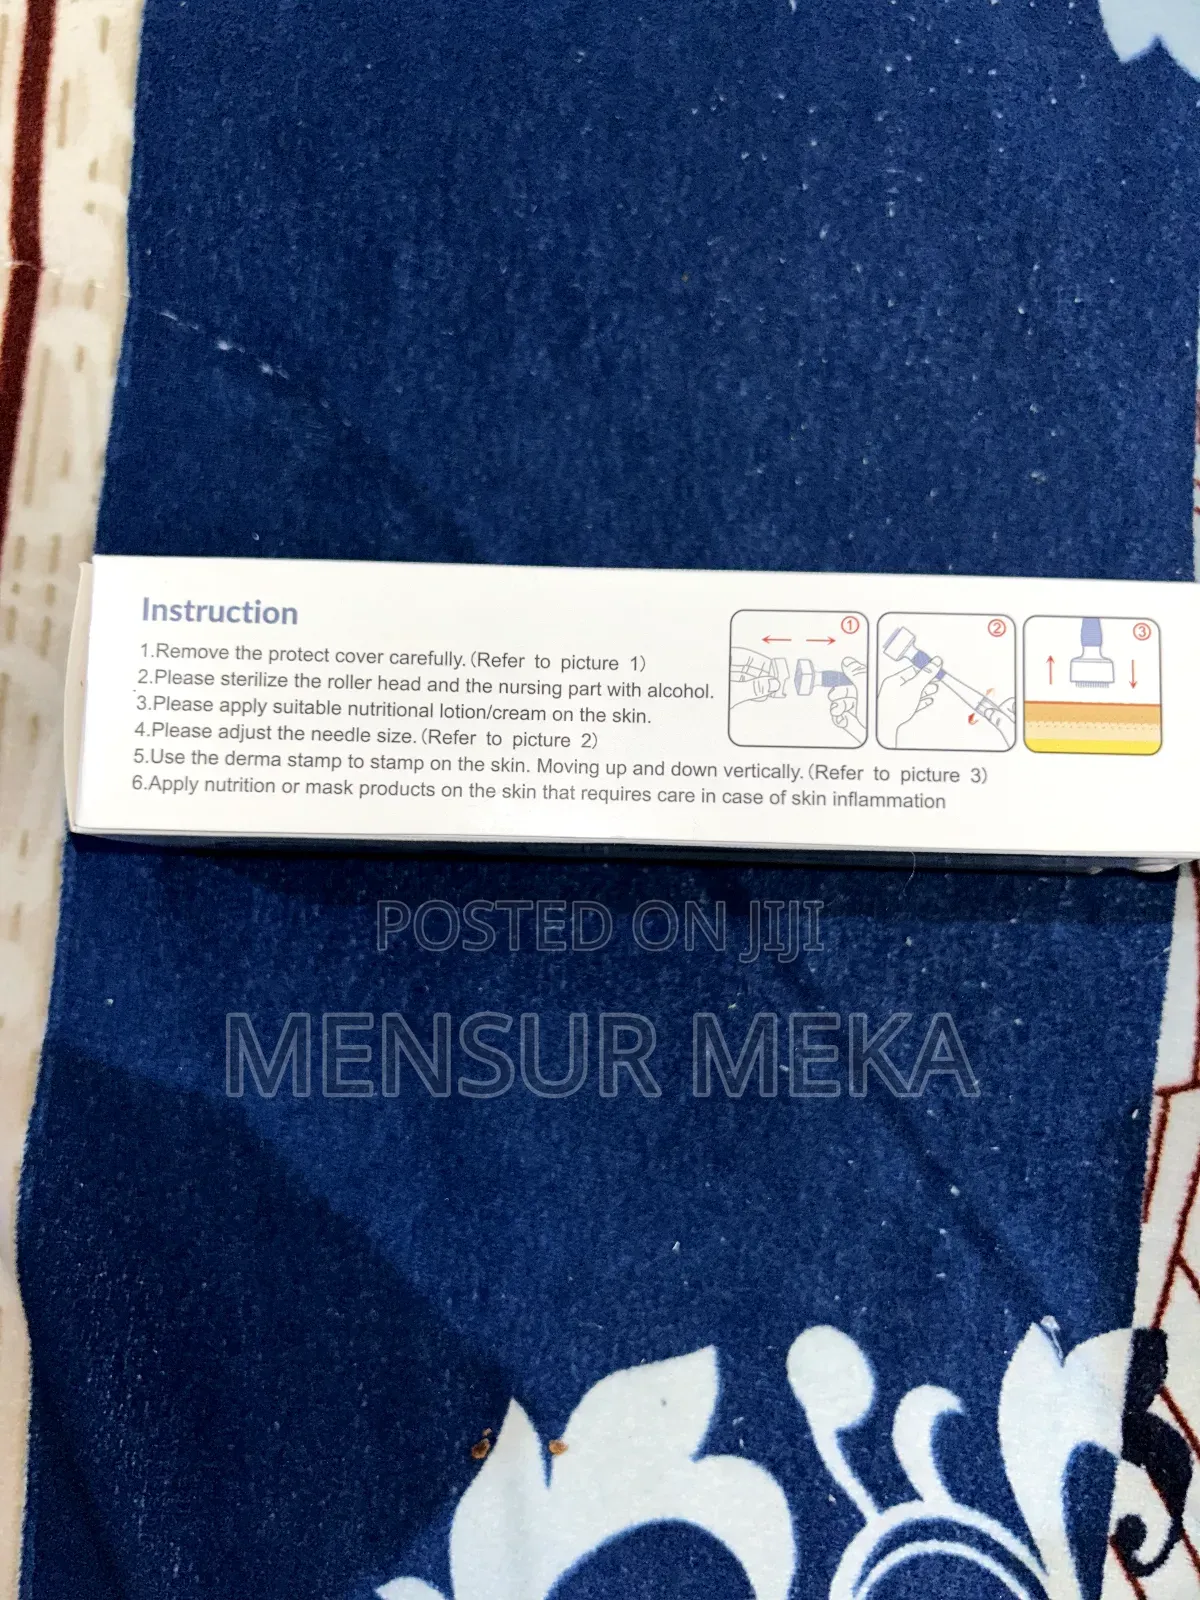 Instruction
1.Remove the protect cover carefully.(Refer to picture 1)
2.Please sterilize the roller head and the nursing part with alcohol.
3.Please apply suitable nutritional lotion/cream on the skin.
4.Please adjust the needle size.(Refer to picture 2)
5.Use the derma stamp to stamp on the skin. Moving up and down vertically.(Refer to picture 3)
6.Apply nutrition or mask products on the skin that requires care in case of skin inflammation
1
2
3
POSTED ON JIJI
MENSUR MEKA